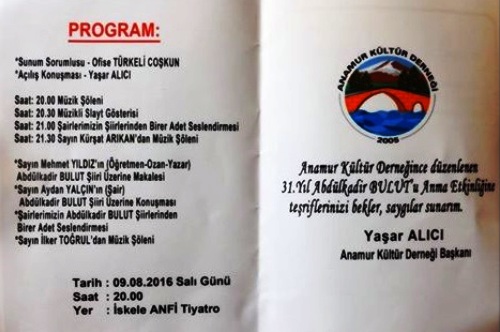 PROGRAM:
*Sunum Sorumlusu - Ofise TÜRKELİ COŞKUN
*Açılış Konuşması - Yaşar ALICI
Saat: 20.00 Müzik Şöleni
Saat: 20.30 Müzikli Slayt Gösterisi
Saat: 21.00 Şairlerimizin Şiirlerinden Birer Adet Seslendirmesi
Saat: 21.30 Sayın Kürşat ARIKAN'dan Müzik Şöleni
*Sayın Mehmet YILDIZ'ın (Öğretmen-Ozan-Yazar)
Abdülkadir BULUT Şiiri Üzerine Makalesi
*Sayın Aydan YALÇIN'ın (Şair)
Abdülkadir BULUT Şiiri Üzerine Konuşması
*Şairlerimizin Abdülkadir BULUT Şiirlerinden
Birer Adet Seslendirmesi
*Sayın İlker TOĞRUL'dan Müzik Şöleni
Tarih : 09.08.2016 Salı Günü
Saat : 20.00
Yer : İskele ANFİ Tiyatro
ANAMUR KÜLTÜR DERNEĞİ
2006
Anamur Kültür Derneğince düzenlenen
31.Yıl Abdülkadir BULUT'u Anma Etkinliğine
teşriflerinizi bekler, saygılar sunarım.
Yaşar ALICI
Anamur Kültür Derneği Başkanı